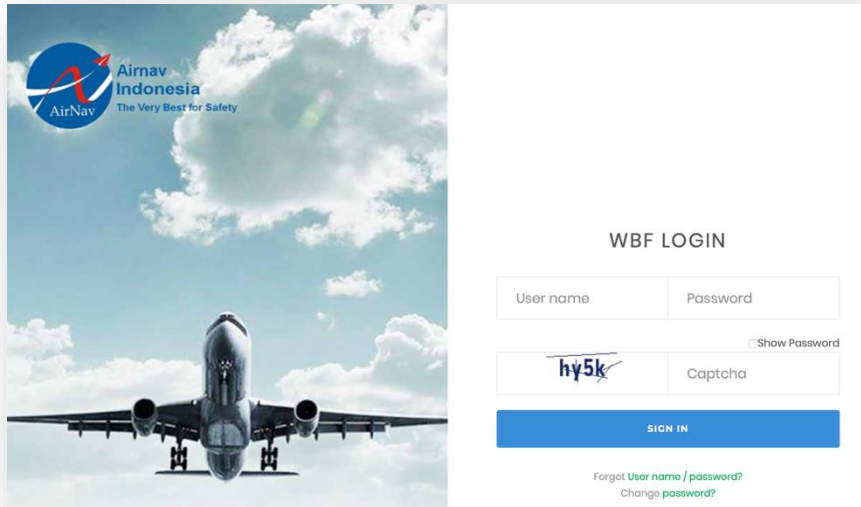 Airnav
Indonesia
The Very Best for Safety
AirNav
WBF LOGIN
User name
Password
Show Password
hy5k
Captcha
SIGN IN
Forgot User name / password?
Change password?